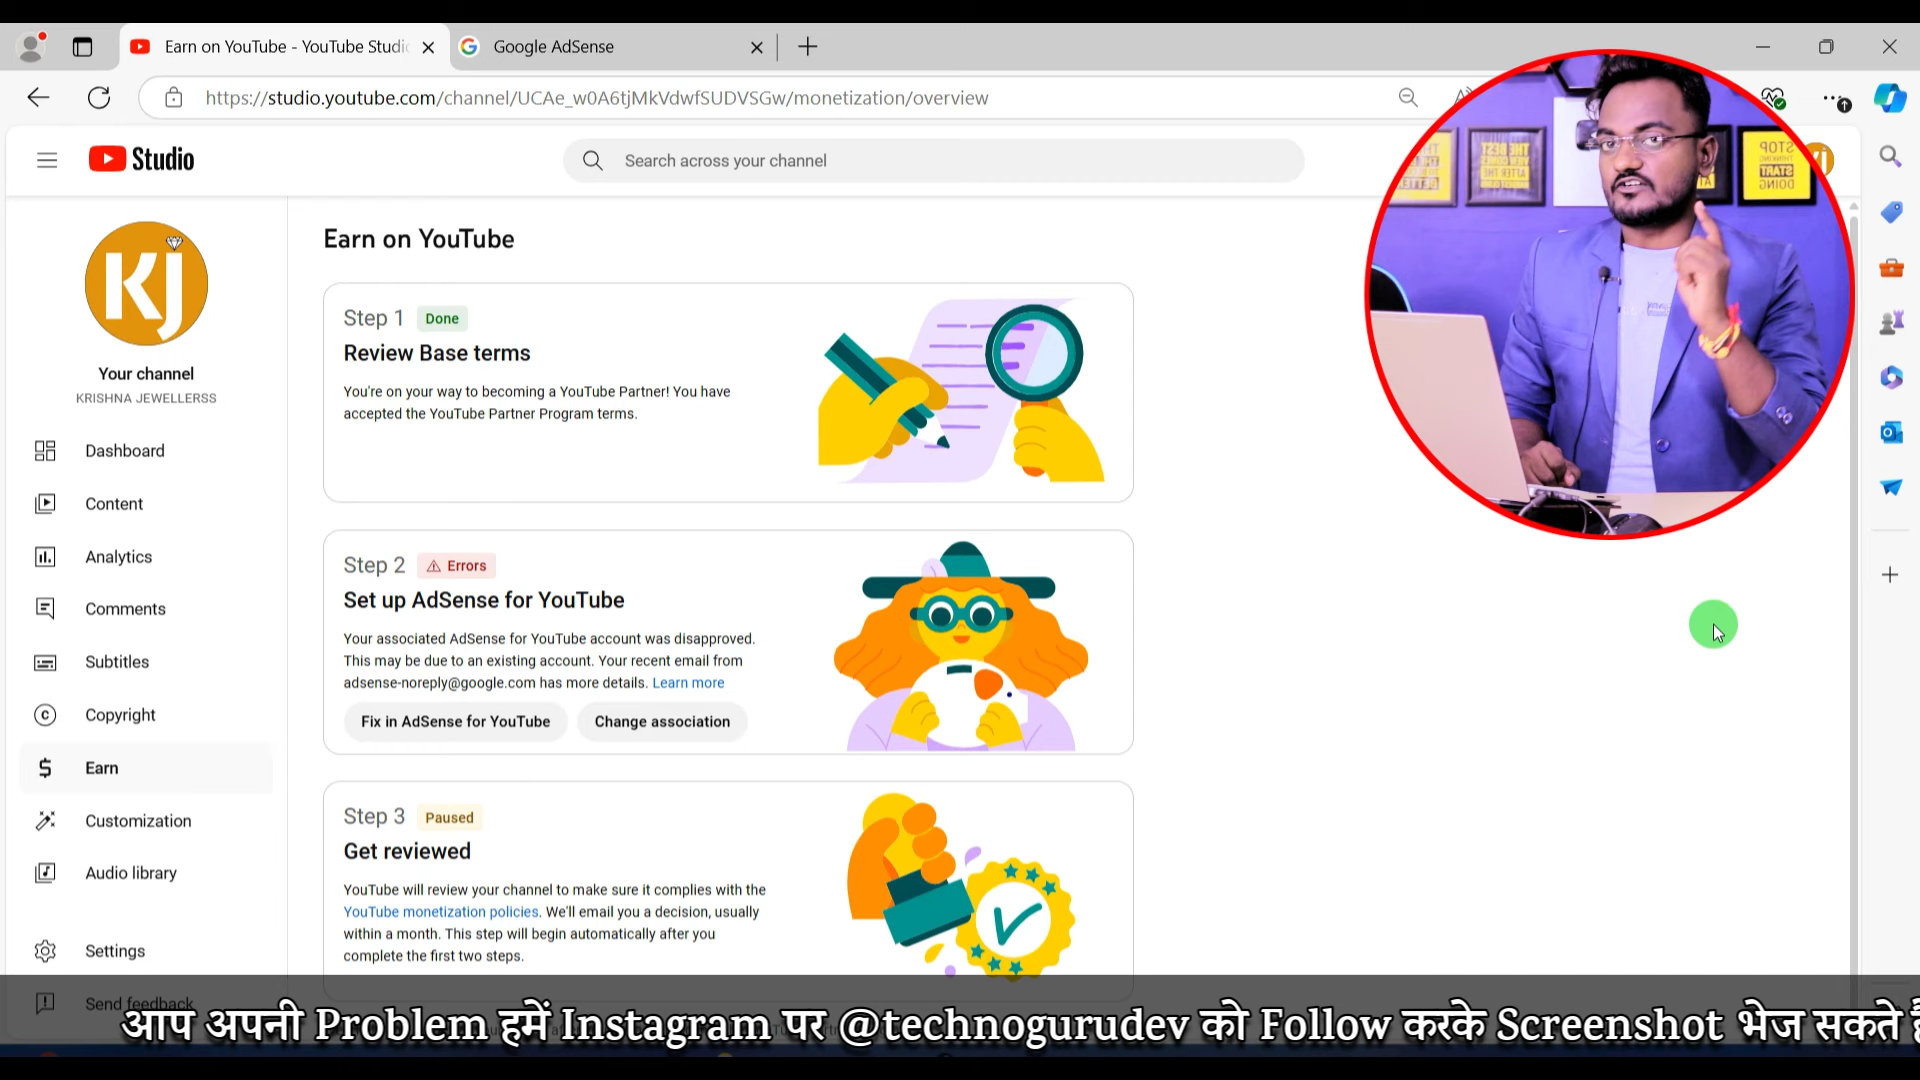 Earn on YouTube - YouTube Studio
Google AdSense
https://studio.youtube.com/channel/UCAe_w0A6tjMkVdwfSUDVSGw/monetization/overview
Studio
Search across your channel
STOP
THINKING
START
DOING
THE BEST
KJ
Your channel
KRISHNA JEWELLERSS
Dashboard
Content
Analytics
Comments
Subtitles
Copyright
Earn
Customization
Audio library
Settings
Send feedback
Earn on YouTube
Step 1 Done
Review Base terms
You're on your way to becoming a YouTube Partner! You have
accepted the YouTube Partner Program terms.
Step 2 Errors
Set up AdSense for YouTube
Your associated AdSense for YouTube account was disapproved.
This may be due to an existing account. Your recent email from
adsense-noreply@google.com has more details. Learn more
Fix in AdSense for YouTube
Change association
Step 3 Paused
Get reviewed
YouTube will review your channel to make sure it complies with the
YouTube monetization policies. We'll email you a decision, usually
within a month. This step will begin automatically after you
complete the first two steps.
आप अपनी Problem हमें Instagram पर @technogurudev को Follow करके Screenshot भेज सकते